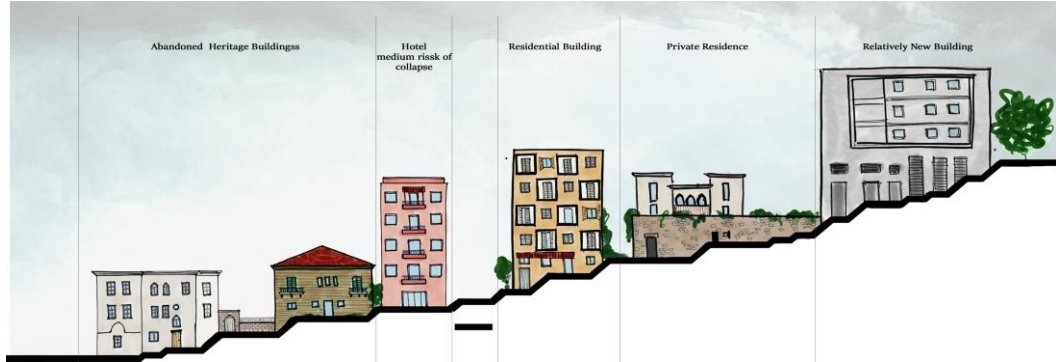 Abandoned Heritage Buildingss
Hotel
medium rissk of
collapse
Residential Building
Private Residence
Relatively New Building